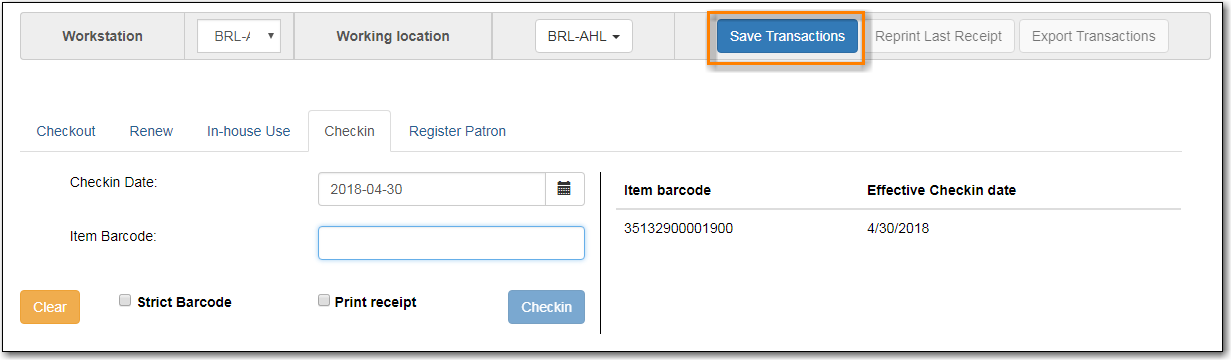 Workstation BRL-A Working location BRL-AHL Save Transactions Reprint Last Receipt Export Transactions
Checkout Renew In-house Use Checkin Register Patron
Checkin Date: 2018-04-30
Item Barcode:
Clear Strict Barcode Print receipt Checkin
Item barcode Effective Checkin date
35132900001900 4/30/2018